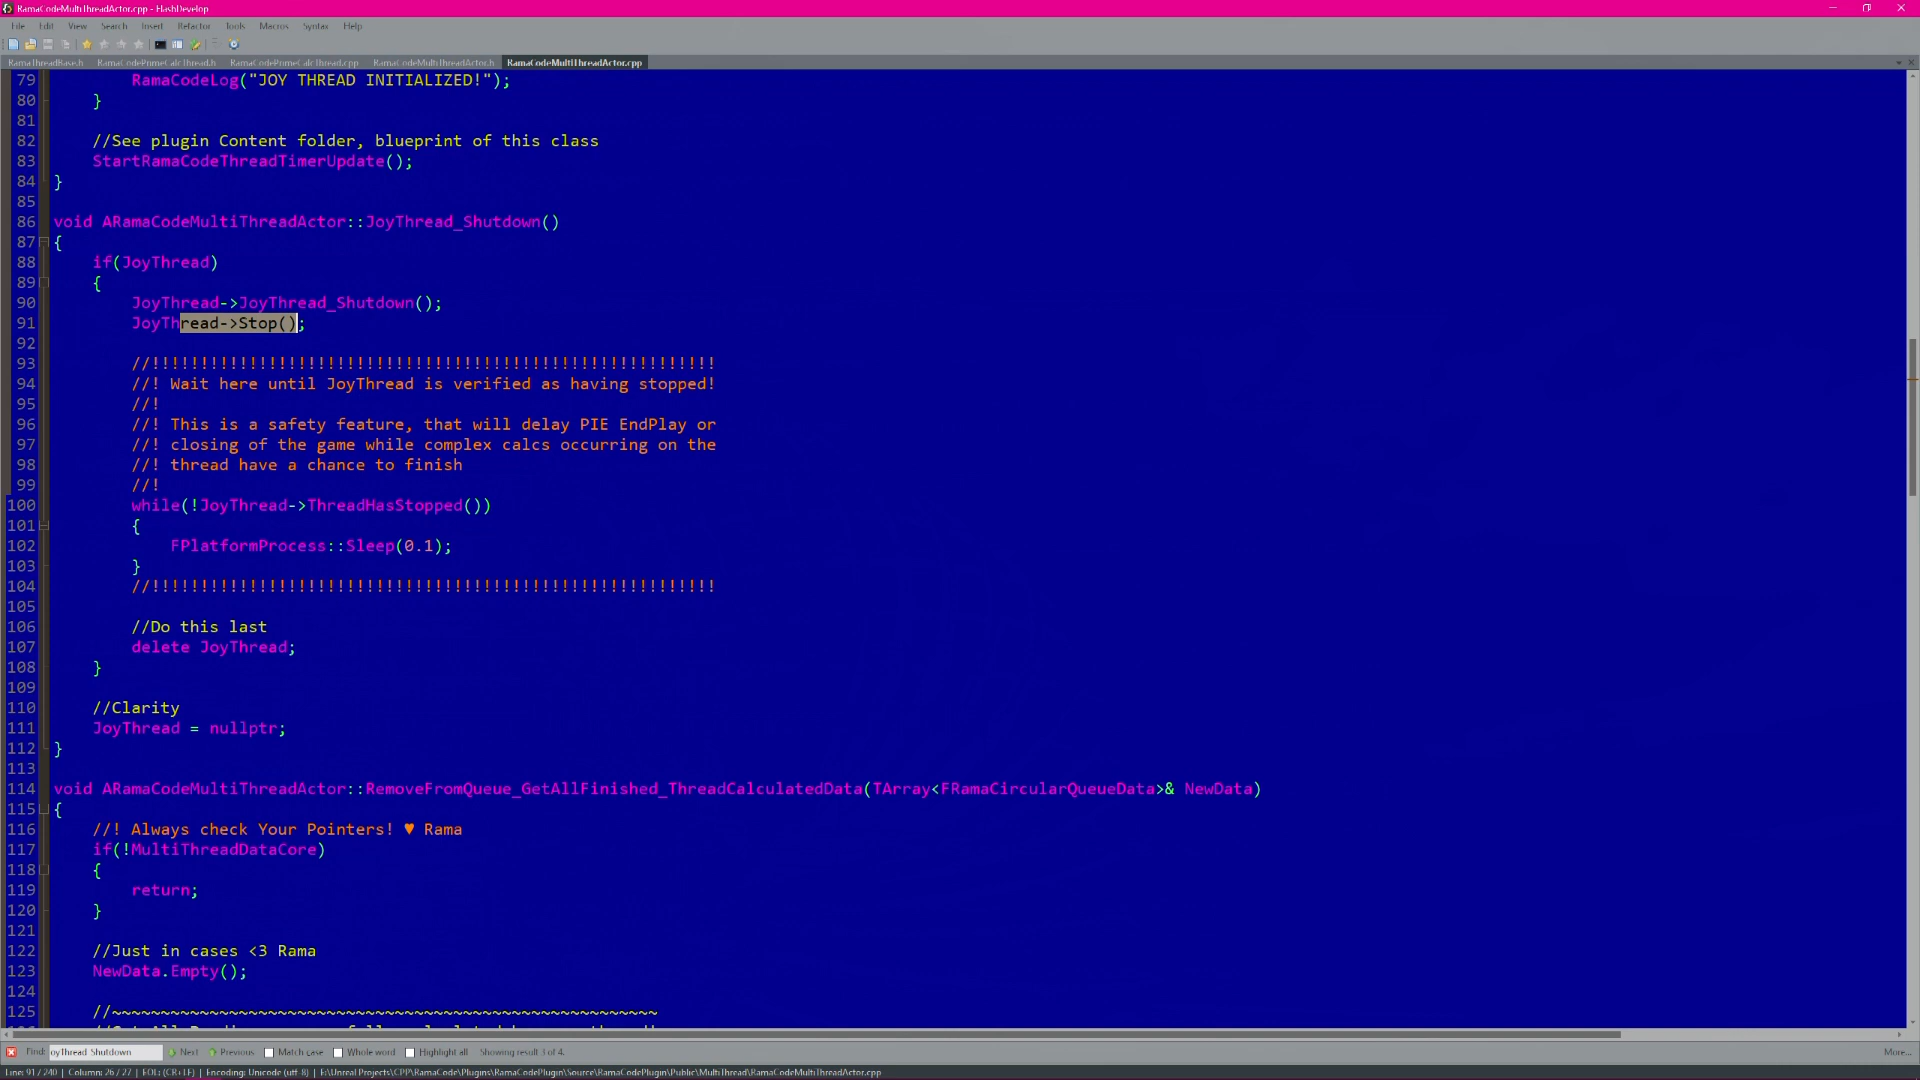 RamaCodeMultiThreadActor.cpp - FlashDevelop
File Edit View Search Insert Refactor Tools Macros Syntax Help
RamaThreadBase.h RamaCodePrimeCalcThread.h RamaCodePrimeCalcThread.cpp RamaCodeMultiThreadActor.h RamaCodeMultiThreadActor.cpp
79 RamaCodeLog("JOY THREAD INITIALIZED!");
80 }
81
82 //See plugin Content folder, blueprint of this class
83 StartRamaCodeThreadTimerUpdate();
84 }
85
86 void ARamaCodeMultiThreadActor::JoyThread_Shutdown()
87 {
88 if(JoyThread)
89 {
90 JoyThread->JoyThread_Shutdown();
91 JoyThread->Stop();
92
93 //!!!!!!!!!!!!!!!!!!!!!!!!!!!!!!!!!!!!!!!!!!!!!!!!!!!!!!!!!!
94 //! Wait here until JoyThread is verified as having stopped!
95 //!
96 //! This is a safety feature, that will delay PIE EndPlay or
97 //! closing of the game while complex calcs occurring on the
98 //! thread have a chance to finish
99 //!
100 while(!JoyThread->ThreadHasStopped())
101 {
102 FPlatformProcess::Sleep(0.1);
103 }
104 //!!!!!!!!!!!!!!!!!!!!!!!!!!!!!!!!!!!!!!!!!!!!!!!!!!!!!!!!!!
105
106 //Do this last
107 delete JoyThread;
108 }
109
110 //Clarity
111 JoyThread = nullptr;
112 }
113
114 void ARamaCodeMultiThreadActor::RemoveFromQueue_GetAllFinished_ThreadCalculatedData(TArray<FRamaCircularQueueData>& NewData)
115 {
116 //! Always check Your Pointers! ♥ Rama
117 if(!MultiThreadDataCore)
118 {
119 return;
120 }
121
122 //Just in cases <3 Rama
123 NewData.Empty();
124
125 //~~~~~~~~~~~~~~~~~~~~~~~~~~~~~~~~~~~~~~~~~~~~~~~~~~~~~~~~
Find: oyThread_Shutdown Next Previous Match case Whole word Highlight all Showing result 3 of 4. More...
Line: 91 / 240 | Column: 26 / 27 | EOL: (CR+LF) | Encoding: Unicode (utf-8) | F:\Unreal Projects\CPP\RamaCode\Plugins\RamaCodePlugin\Source\RamaCodePlugin\Public\MultiThread\RamaCodeMultiThreadActor.cpp